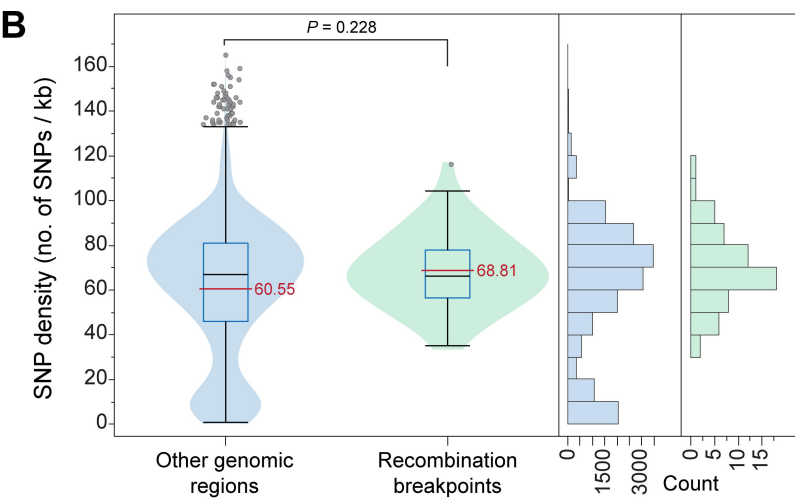 B
P = 0.228
SNP density (no. of SNPs / kb)
160
140
120
100
80
60
40
20
0
60.55
68.81
Other genomic
regions
Recombination
breakpoints
0
1500
3000
0
5
10
15
Count